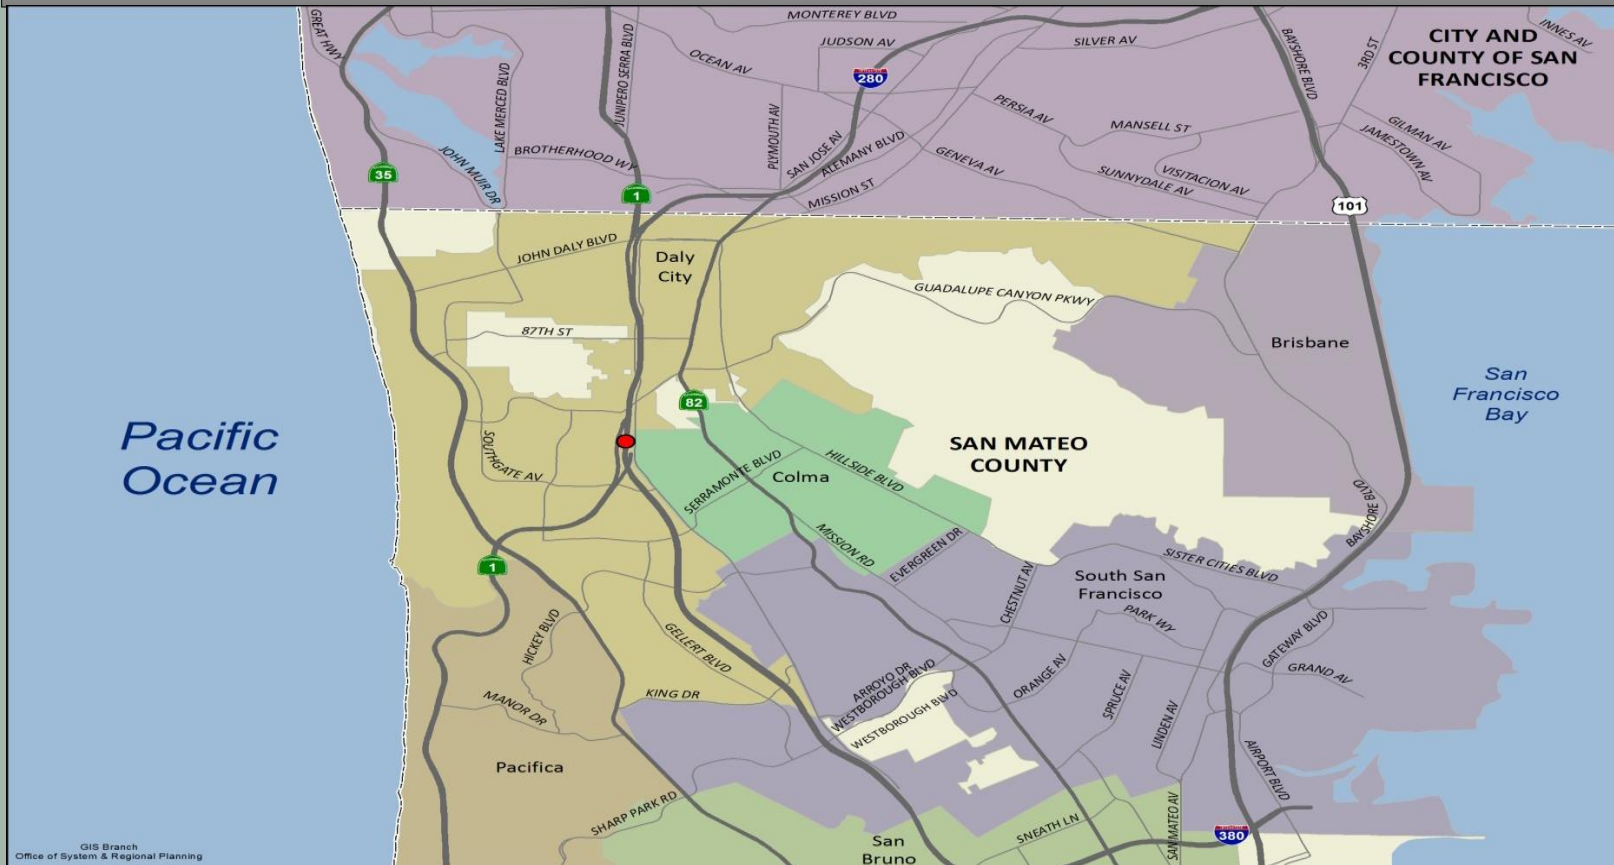 GREAT HWY
JUNIPERO SERRA BLVD
MONTEREY BLVD
JUDSON AV
SILVER AV
OCEAN AV
280
BAYSHORE BLVD
3RD ST
INNES AV
CITY AND
COUNTY OF SAN
FRANCISCO
LAKE MERCED BLVD
PLYMOUTH AV
PERSIA AV
MANSELL ST
GILMAN AV
JAMESTOWN AV
JOHN MUIR DR
BROTHERHOOD WY
SAN JOSE AV
ALEMANY BLVD
GENEVA AV
VISITACION AV
SUNNYDALE AV
MISSION ST
35
1
101
JOHN DALY BLVD
Daly
City
GUADALUPE CANYON PKWY
87TH ST
Brisbane
San
Francisco
Bay
82
Pacific
Ocean
SOUTHGATE AV
SERRAMONTE BLVD
Colma
HILLSIDE BLVD
SAN MATEO
COUNTY
BAYSHORE BLVD
MISSION RD
EVERGREEN DR
SISTER CITIES BLVD
1
CHESTNUT AV
South San
Francisco
PARK WY
HICKEY BLVD
GELLERT BLVD
GATEWAY BLVD
GRAND AV
ARROYO DR
WESTBOROUGH BLVD
WESTBOROUGH BLVD
ORANGE AV
SPRUCE AV
LINDEN AV
KING DR
MANOR DR
AIRPORT BLVD
Pacifica
SHARP PARK RD
SNEATH LN
SAN MATEO AV
380
San
Bruno
GIS Branch
Office of System & Regional Planning